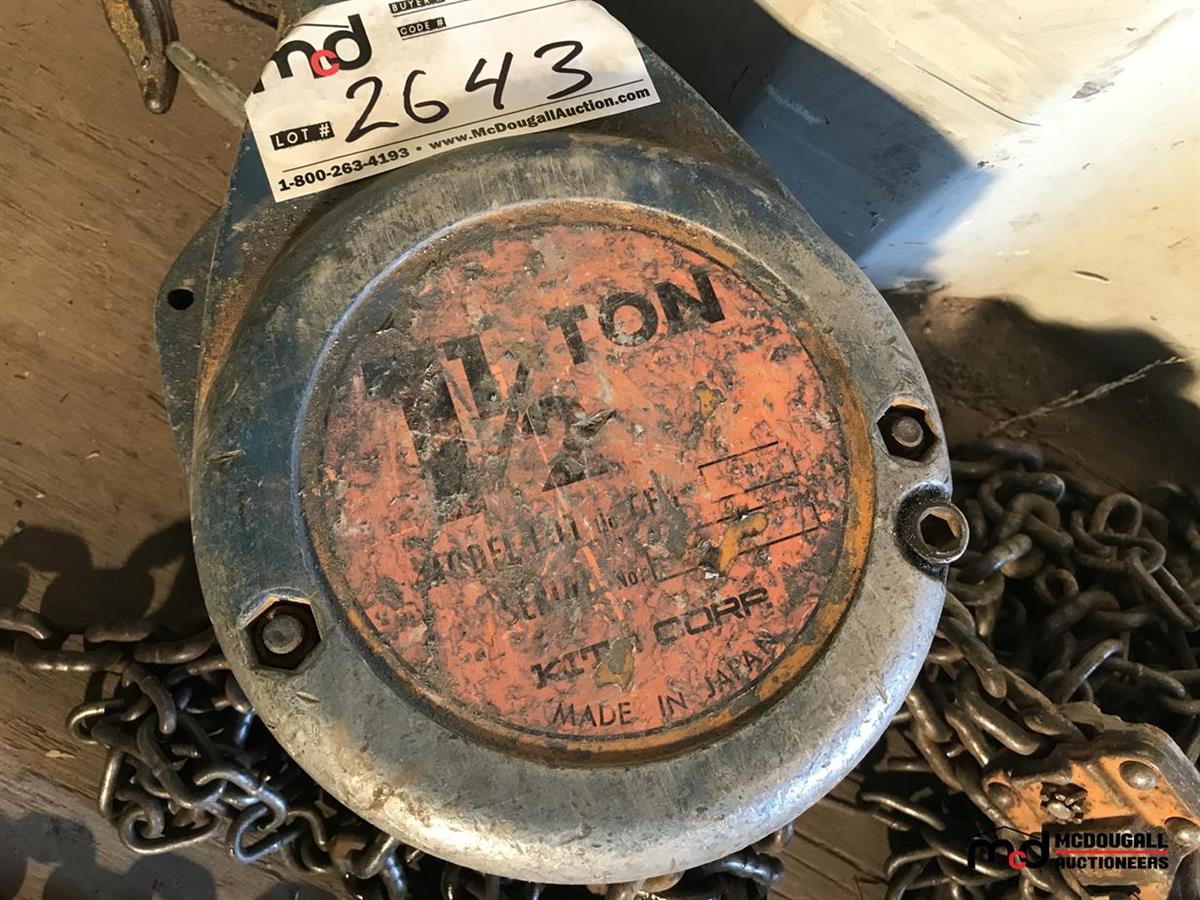 BUYER #
CODE #
mcd
LOT # 2643
1-800-263-4193 • www.McDougallAuction.com
1 1/2 TON
MODEL
SERIAL No.
CORP.
MADE IN JAPAN
mcd MCDOUGALL
AUCTIONEERS